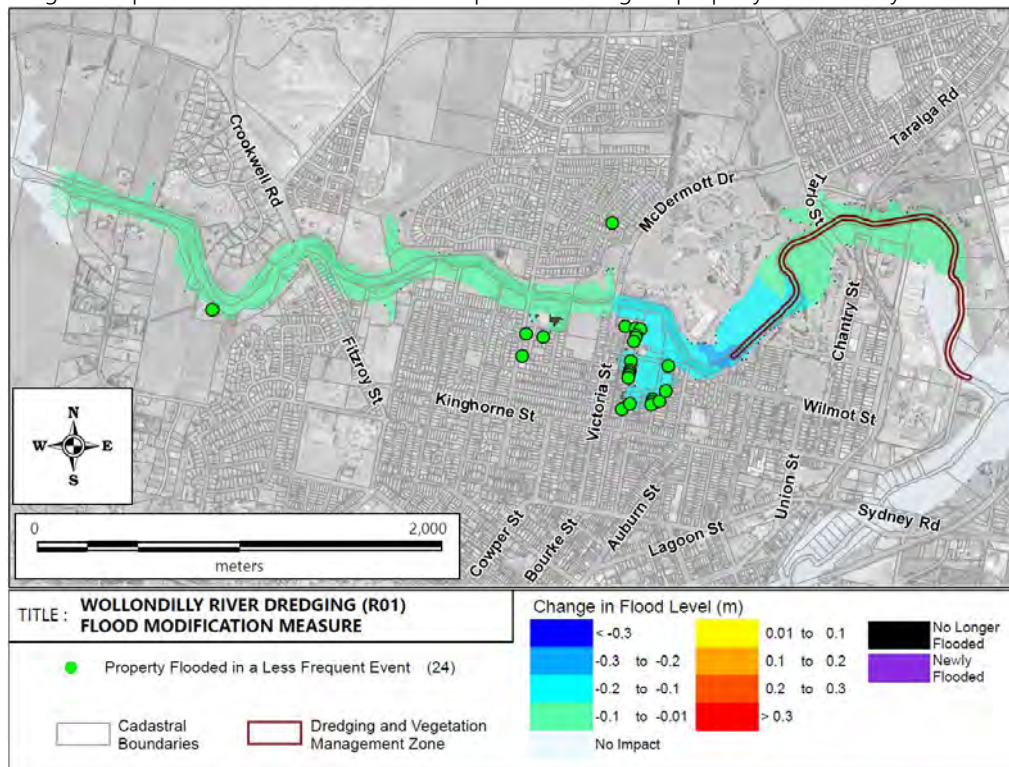 Crookwell Rd
McDermott Dr
Taralga Rd
Tarlo St
Fitzroy St
Victoria St
Chantry St
Kinghorne St
Wilmot St
Union St
Auburn St
Sydney Rd
Cowper St
Bourke St
Lagoon St
N
W E
S
0 2,000
meters
TITLE : WOLLONDILLY RIVER DREDGING (R01)
FLOOD MODIFICATION MEASURE
Property Flooded in a Less Frequent Event (24)
Cadastral
Boundaries
Dredging and Vegetation
Management Zone
Change in Flood Level (m)
< -0.3
-0.3 to -0.2
-0.2 to -0.1
-0.1 to -0.01
No Impact
0.01 to 0.1
0.1 to 0.2
0.2 to 0.3
> 0.3
No Longer
Flooded
Newly
Flooded